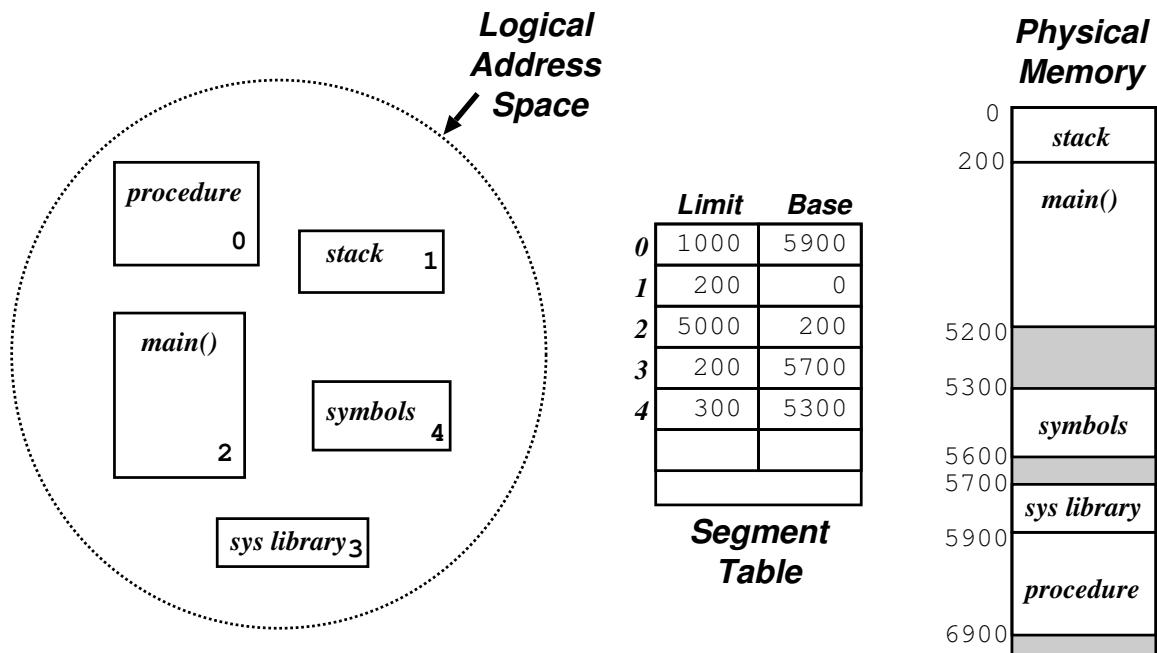 Logical
Address
Space
procedure
0
stack 1
main()
2
symbols 4
sys library 3
Limit Base
0 1000 5900
1 200 0
2 5000 200
3 200 5700
4 300 5300
Segment
Table
Physical
Memory
0
stack
200
main()
5200
5300
symbols
5600
5700
sys library
5900
procedure
6900